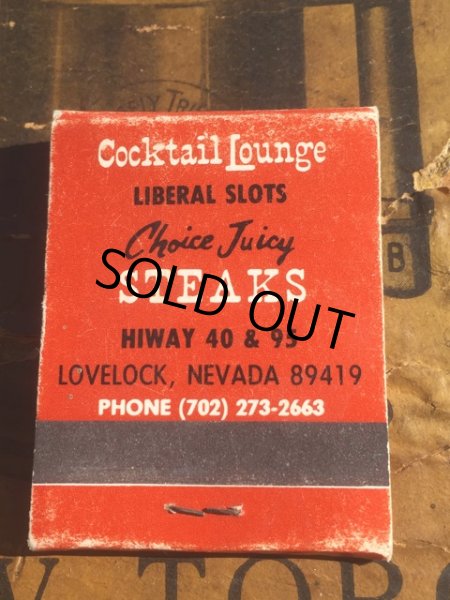 Cocktail Lounge
LIBERAL SLOTS
Choice Juicy
STEAKS
SOLD OUT
HIWAY 40 & 95
LOVELOCK, NEVADA 89419
PHONE (702) 273-2663
B